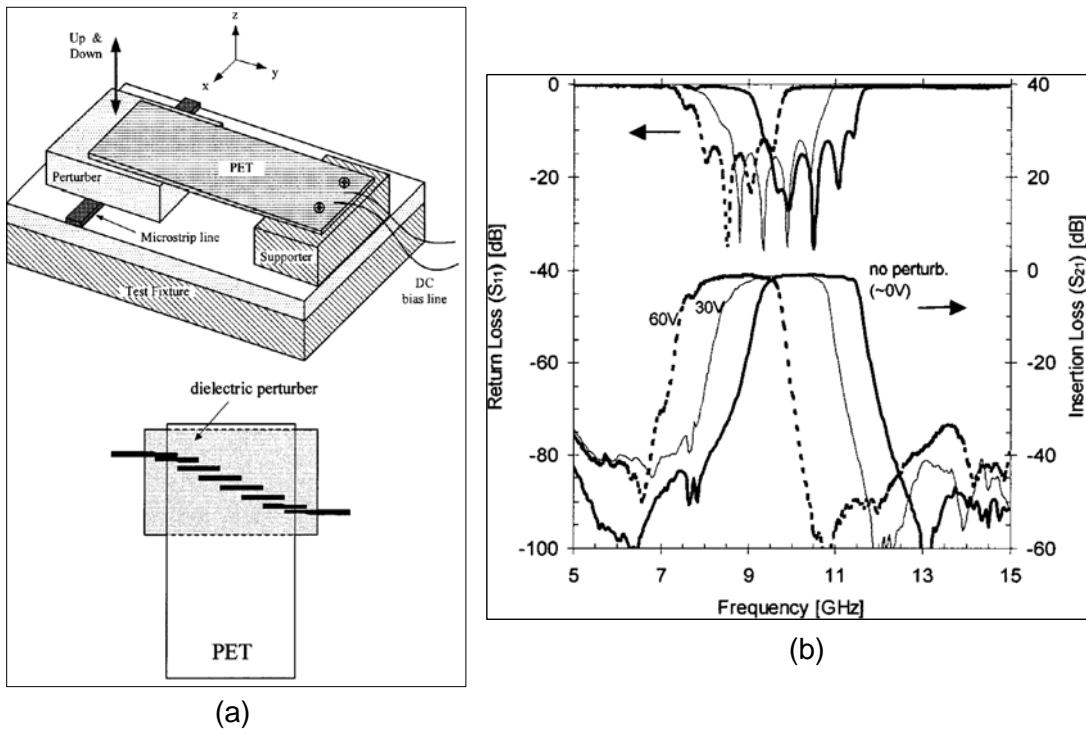 Up &
Down
z
x
y
PET
Perturber
Microstrip line
Supporter
Test Fixture
DC
bias line
dielectric perturber
PET
(a)
Return Loss (S11) [dB]
0
-20
-40
-60
-80
-100
40
20
0
-20
-40
-60
Insertion Loss (S21) [dB]
60V
30V
no perturb.
(~0V)
5
7
9
11
13
15
Frequency [GHz]
(b)